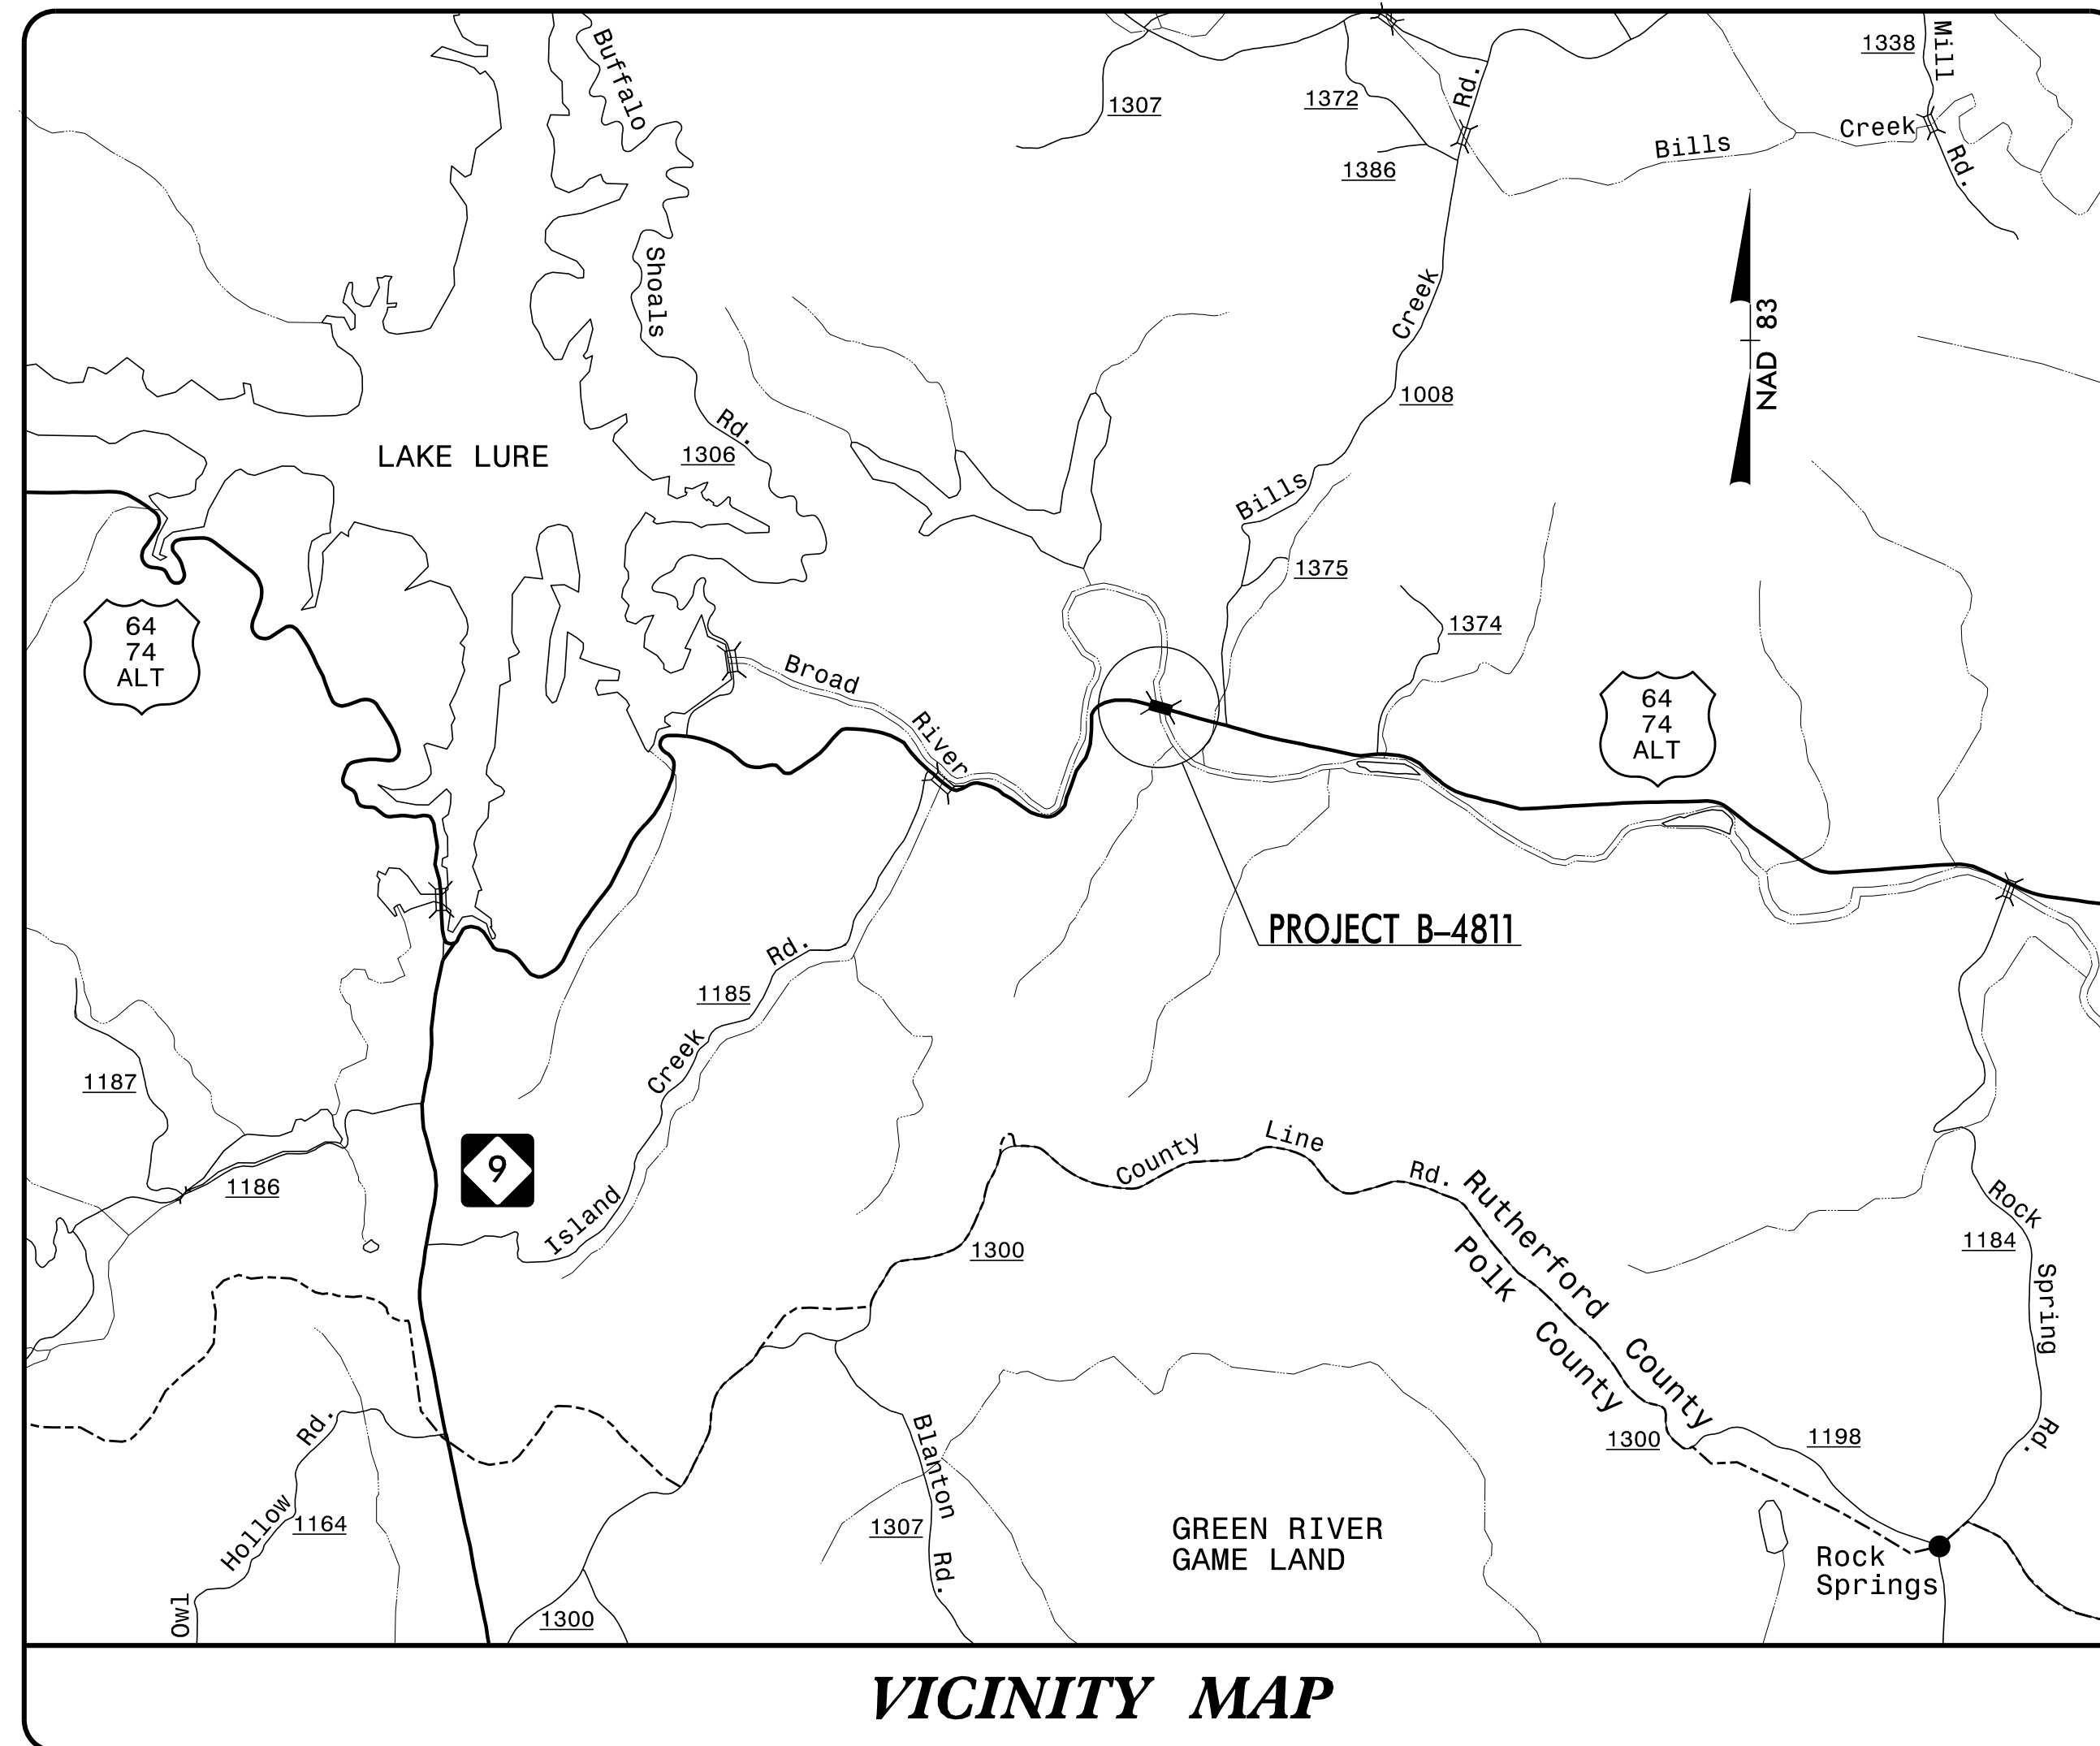 Buffalo
Shoals
Rd.
1306
1307
1372
1386
Rd.
Creek
1008
Bills
1375
1374
Bills
Creek
1338
Mill
Rd.
NAD 83
LAKE LURE
64
74
ALT
Broad
River
64
74
ALT
PROJECT B–4811
Rd.
1185
Creek
Island
1187
1186
9
County
Line
Rd.
1300
Rutherford County
Polk County
1300
1198
Rock
1184
Spring
Rd.
Rd.
Hollow
1164
Owl
1300
Blanton
1307
Rd.
GREEN RIVER
GAME LAND
Rock
Springs
VICINITY MAP